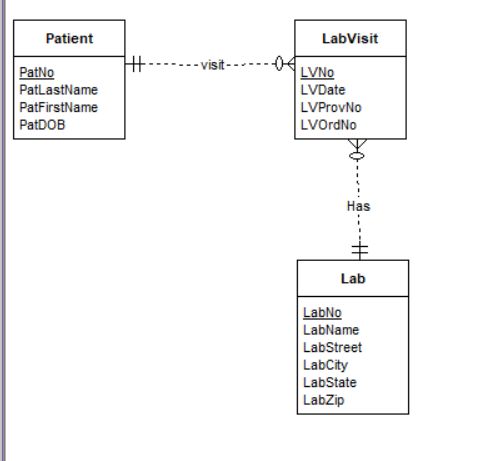 Patient
PatNo
PatLastName
PatFirstName
PatDOB
visit
LabVisit
LVNo
LVDate
LVProvNo
LVOrdNo
Has
Lab
LabNo
LabName
LabStreet
LabCity
LabState
LabZip